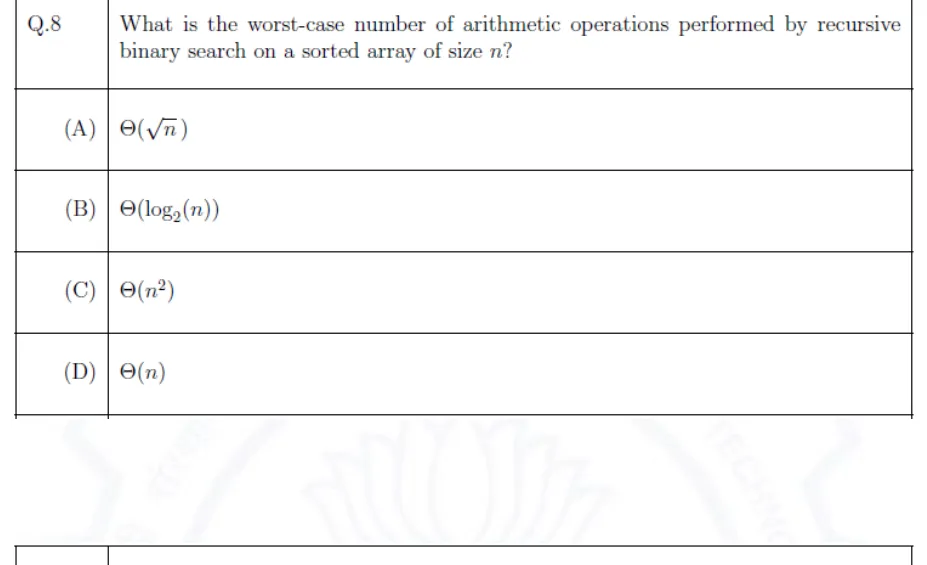 Q.8 What is the worst-case number of arithmetic operations performed by recursive
binary search on a sorted array of size n?
(A) Θ(√n)
(B) Θ(log₂(n))
(C) Θ(n²)
(D) Θ(n)